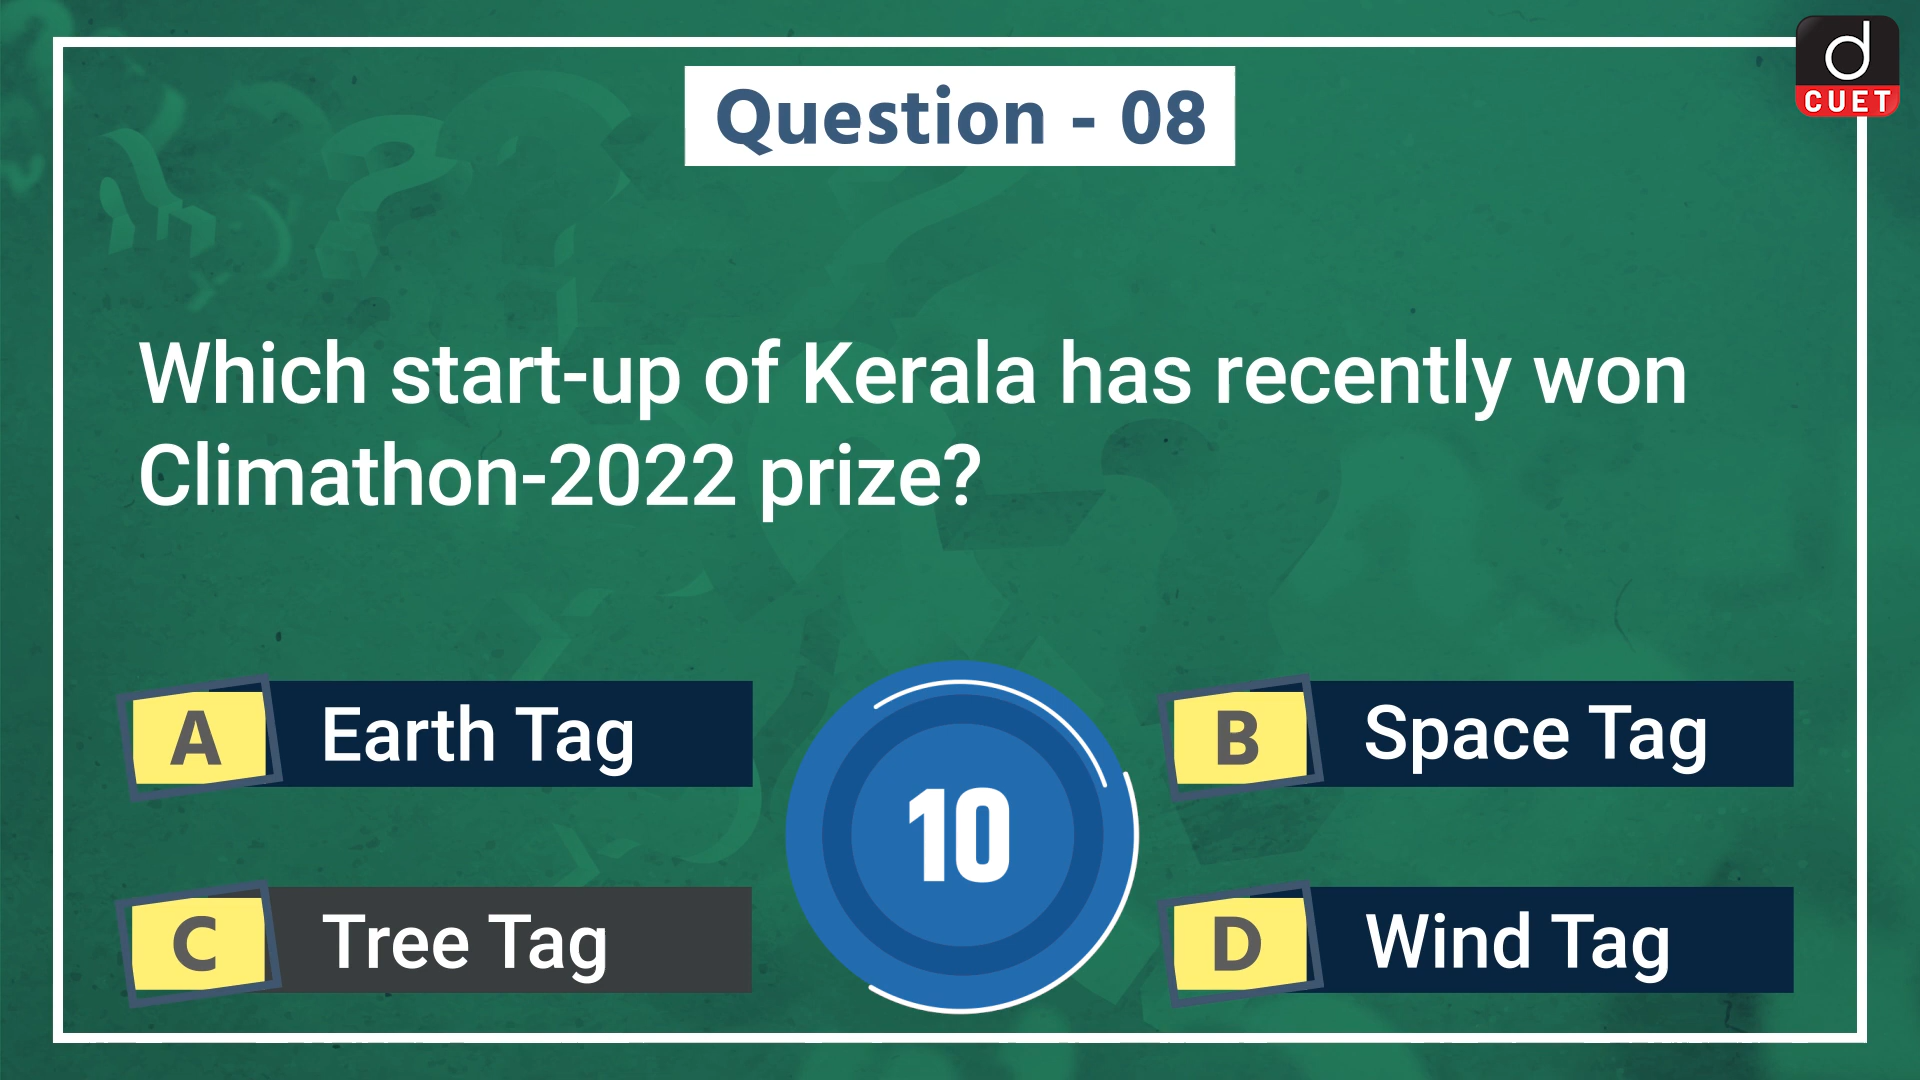 d
CUET
Question - 08
Which start-up of Kerala has recently won
Climathon-2022 prize?
A Earth Tag
B Space Tag
10
C Tree Tag
D Wind Tag